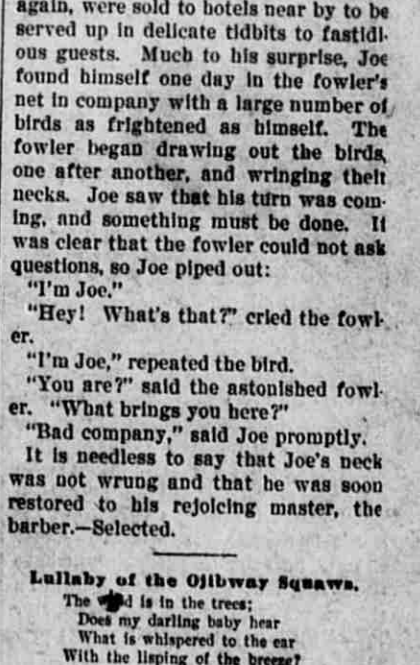 again, were sold to hotels near by to be
served up in delicate tidbits to fastidi-
ous guests. Much to his surprise, Joe
found himself one day in the fowler's
net in company with a large number of
birds as frightened as himself. The
fowler began drawing out the birds,
one after another, and wringing their
necks. Joe saw that his turn was com-
ing, and something must be done. It
was clear that the fowler could not ask
questions, so Joe piped out:
"I'm Joe."
"Hey! What's that?" cried the fowl-
er.
"I'm Joe," repeated the bird.
"You are?" said the astonished fowl-
er. "What brings you here?"
"Bad company," said Joe promptly.
It is needless to say that Joe's neck
was not wrung and that he was soon
restored to his rejoicing master, the
barber.—Selected.
Lullaby of the Ojibway Squaws.
The is in the trees;
Does my darling baby hear
What is whispered to the ear
With the lisping of the breeze?